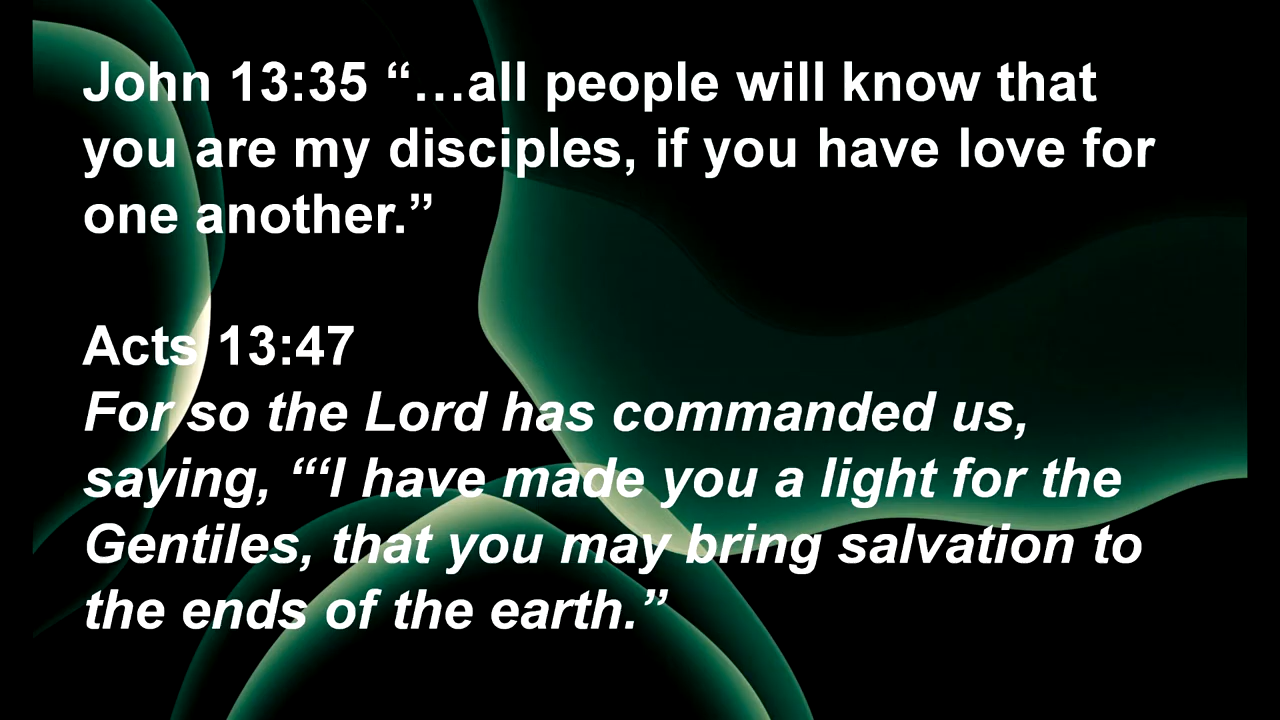 John 13:35 “…all people will know that
you are my disciples, if you have love for
one another.”
Acts 13:47
For so the Lord has commanded us,
saying, “‘I have made you a light for the
Gentiles, that you may bring salvation to
the ends of the earth.”